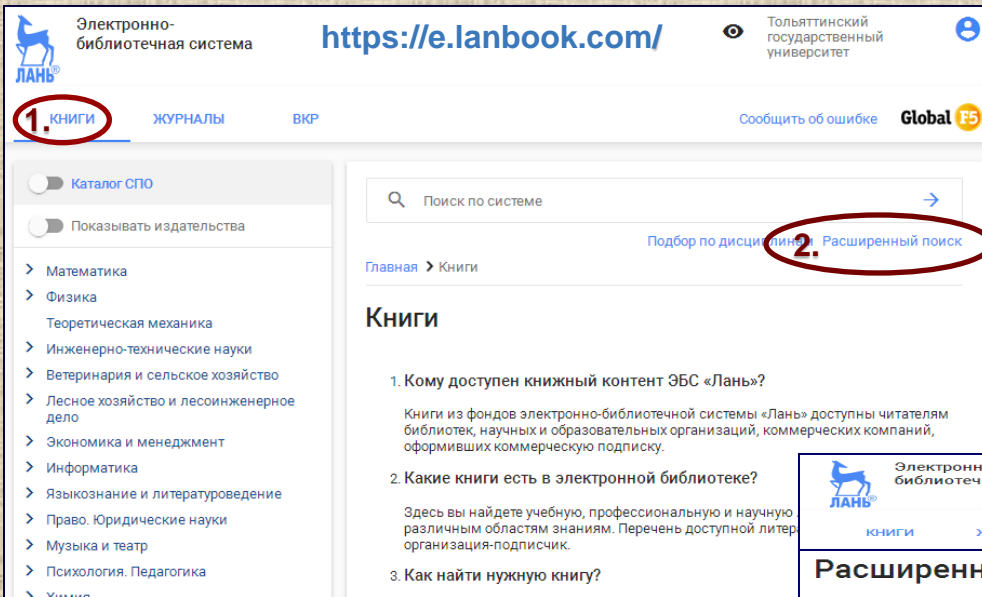 Электронно-
библиотечная система
ЛАНЬ®
https://e.lanbook.com/
Тольяттинский
государственный
университет
1. КНИГИ ЖУРНАЛЫ ВКР
Сообщить об ошибке Global F5
Каталог СПО
Показывать издательства
Математика
Физика
Теоретическая механика
Инженерно-технические науки
Ветеринария и сельское хозяйство
Лесное хозяйство и лесоинженерное
дело
Экономика и менеджмент
Информатика
Языкознание и литературоведение
Право. Юридические науки
Музыка и театр
Психология. Педагогика
Химия
Поиск по системе
Подбор по дисциплинам 2. Расширенный поиск
Главная > Книги
Книги
1. Кому доступен книжный контент ЭБС «Лань»?
Книги из фондов электронно-библиотечной системы «Лань» доступны читателям
библиотек, научных и образовательных организаций, коммерческих компаний,
оформивших коммерческую подписку.
2. Какие книги есть в электронной библиотеке?
Здесь вы найдете учебную, профессиональную и научную
различным областям знаниям. Перечень доступной литера
организация-подписчик.
3. Как найти нужную книгу?
Электронн
библиотеч
ЛАНЬ®
КНИГИ
Расширенн